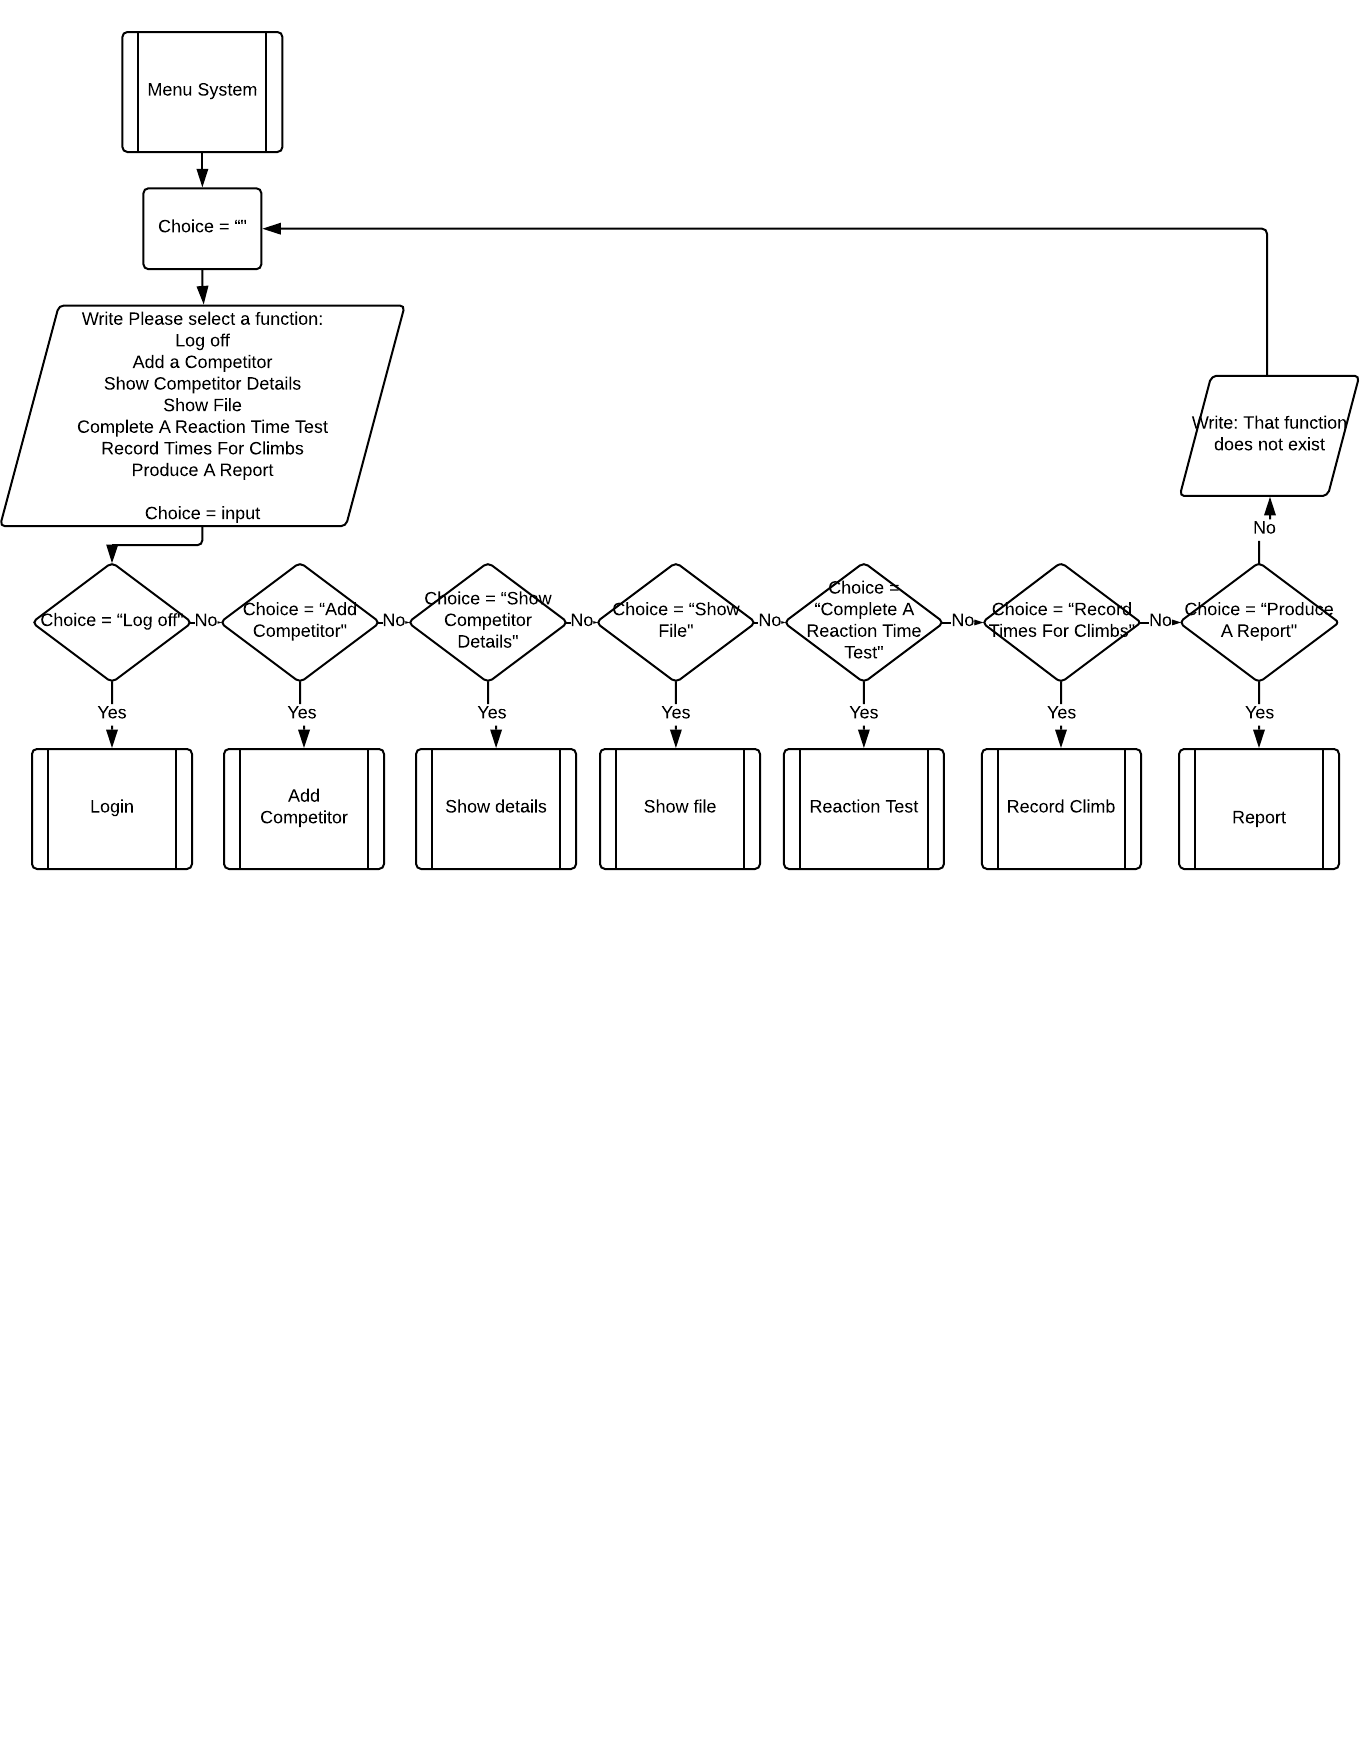 Menu System
Choice = “"
Write Please select a function:
Log off
Add a Competitor
Show Competitor Details
Show File
Complete A Reaction Time Test
Record Times For Climbs
Produce A Report
Choice = input
Write: That function
does not exist
No
Choice = “Log off"
No
Choice = “Add
Competitor"
No
Choice = “Show
Competitor
Details"
No
Choice = “Show
File"
No
Choice =
“Complete A
Reaction Time
Test"
No
Choice = “Record
Times For Climbs"
No
Choice = “Produce
A Report"
Yes
Yes
Yes
Yes
Yes
Yes
Yes
Login
Add
Competitor
Show details
Show file
Reaction Test
Record Climb
Report